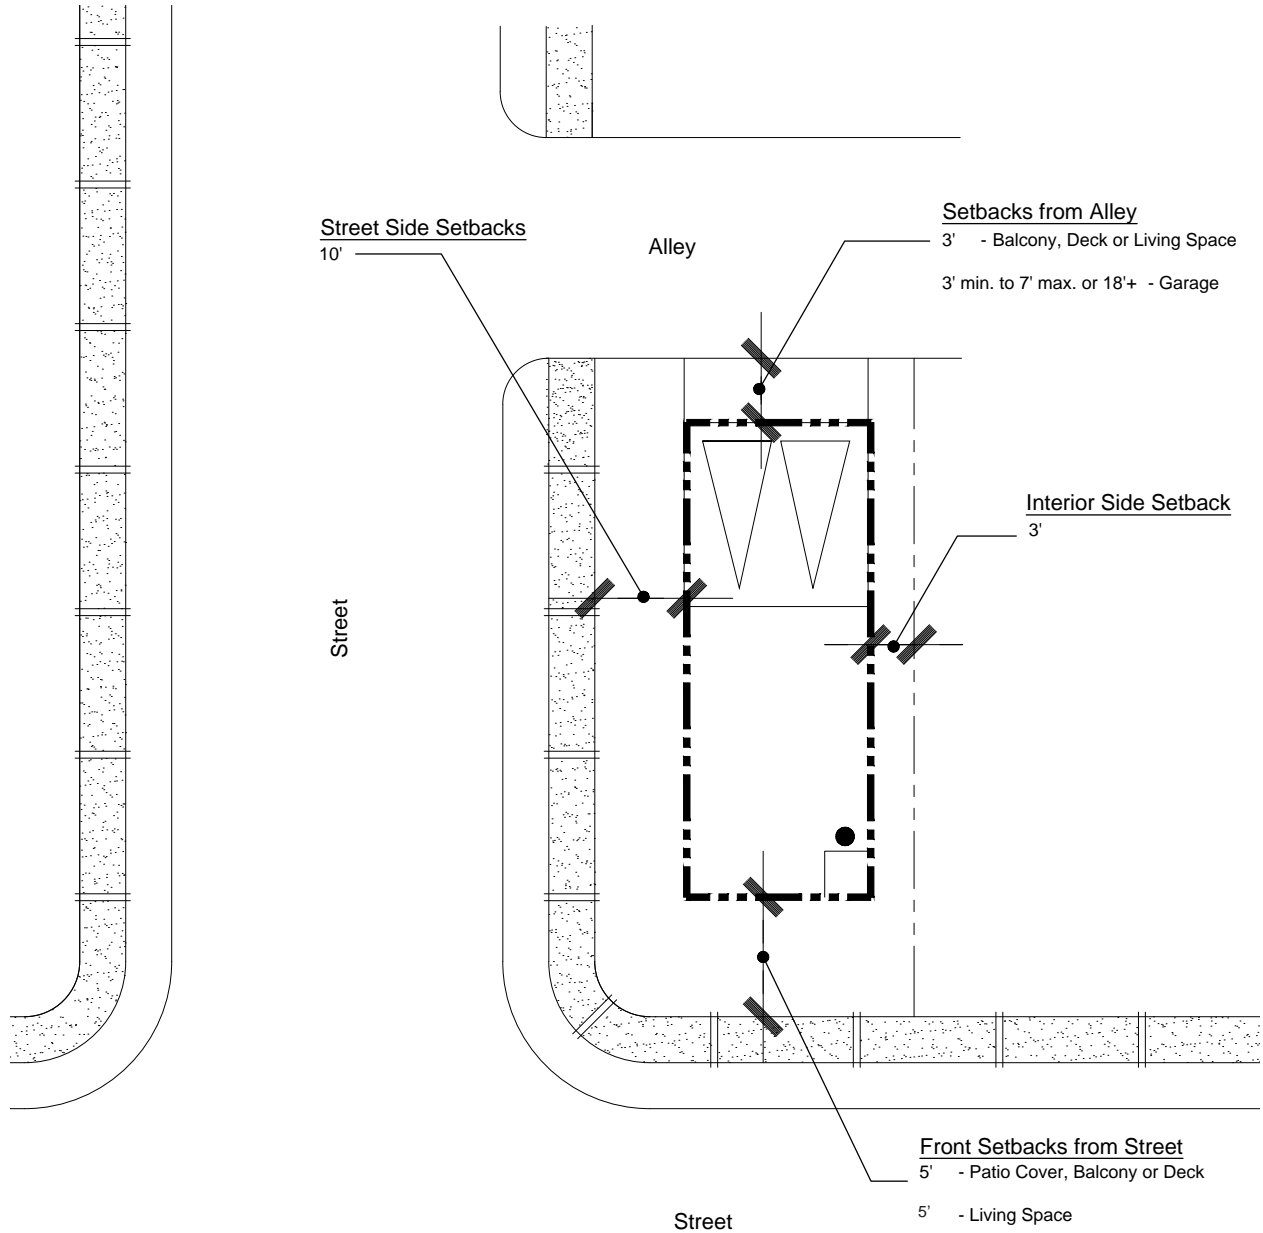 Setbacks from Alley
Street Side Setbacks
10'
Alley
3' - Balcony, Deck or Living Space
3' min. to 7' max. or 18'+ - Garage
Interior Side Setback
3'
Street
Front Setbacks from Street
5' - Patio Cover, Balcony or Deck
5' - Living Space
Street